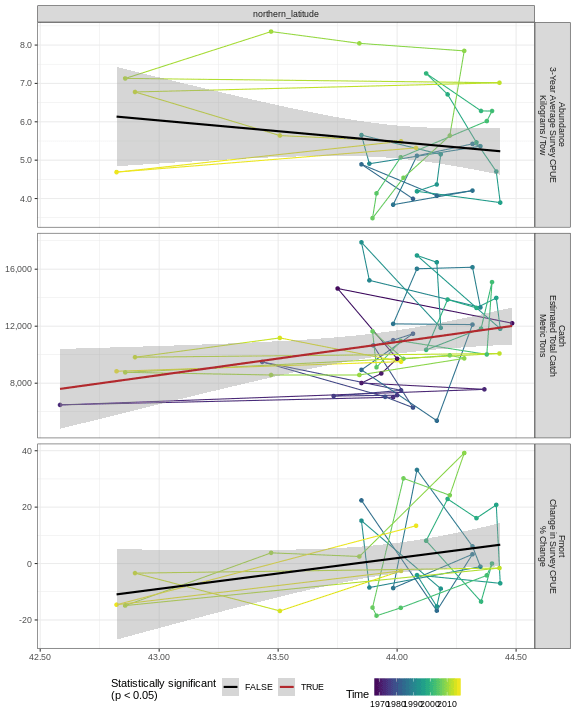 northern_latitude
8.0
7.0
6.0
5.0
4.0
Abundance
3-Year Average Survey CPUE
Kilograms / Tow
16,000
12,000
8,000
Catch
Estimated Total Catch
Metric Tons
40
20
0
-20
Fmort
Change in Survey CPUE
% Change
42.50 43.00 43.50 44.00 44.50
Statistically significant
(p < 0.05)
FALSE TRUE
Time
1970 1980 1990 2000 2010